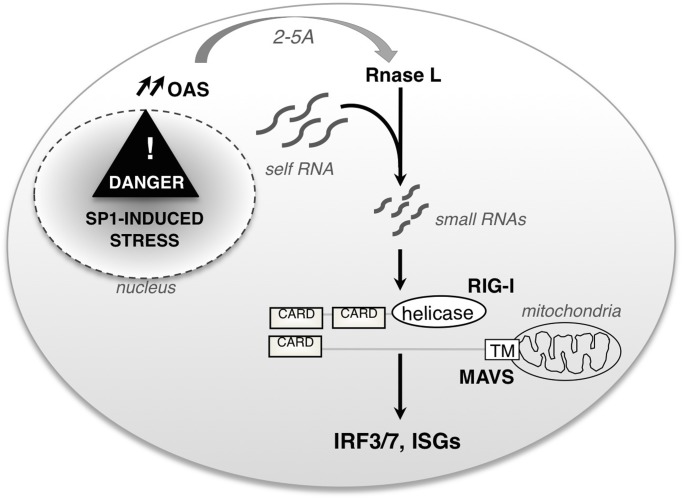 2-5A
OAS
Rnase L
!
DANGER
SP1-INDUCED
STRESS
nucleus
self RNA
small RNAs
RIG-I
CARD
CARD
helicase
mitochondria
CARD
TM
MAVS
IRF3/7, ISGs